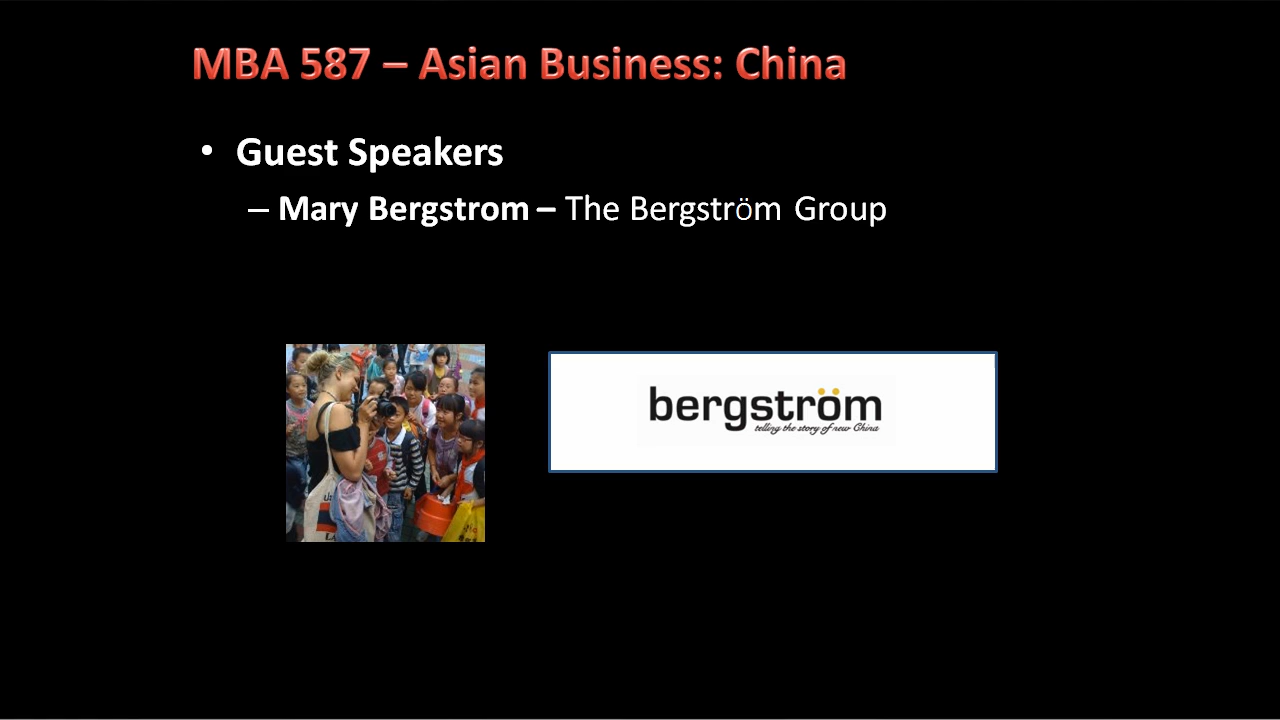 MBA 587 – Asian Business: China
• Guest Speakers
– Mary Bergstrom – The Bergström Group
bergström
telling the story of new China